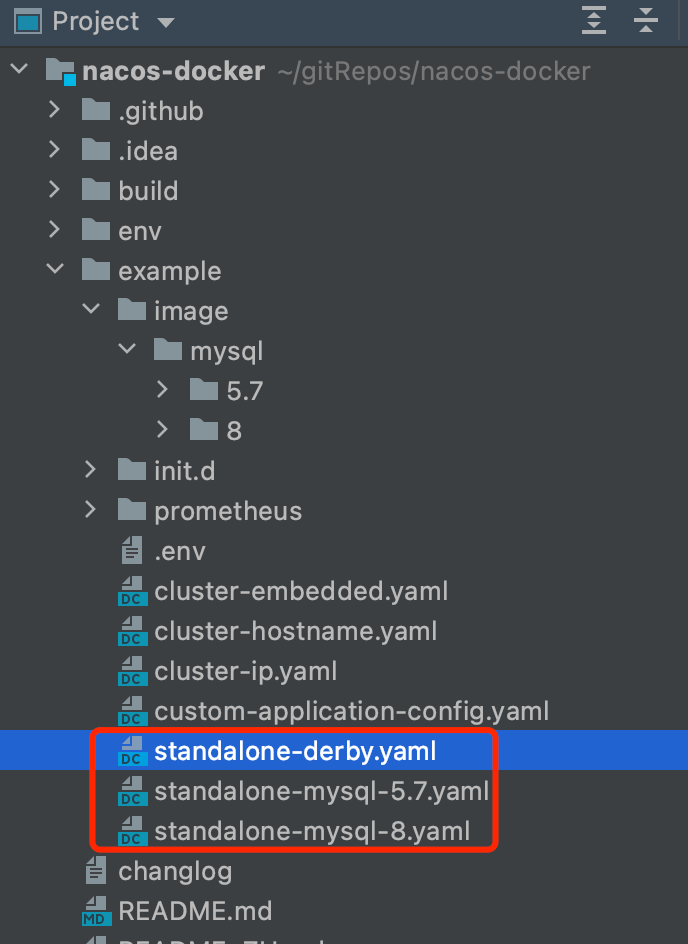 Project
nacos-docker ~/gitRepos/nacos-docker
.github
.idea
build
env
example
image
mysql
5.7
8
init.d
prometheus
.env
DC cluster-embedded.yaml
DC cluster-hostname.yaml
DC cluster-ip.yaml
DC custom-application-config.yaml
DC standalone-derby.yaml
DC standalone-mysql-5.7.yaml
DC standalone-mysql-8.yaml
changlog
MD README.md